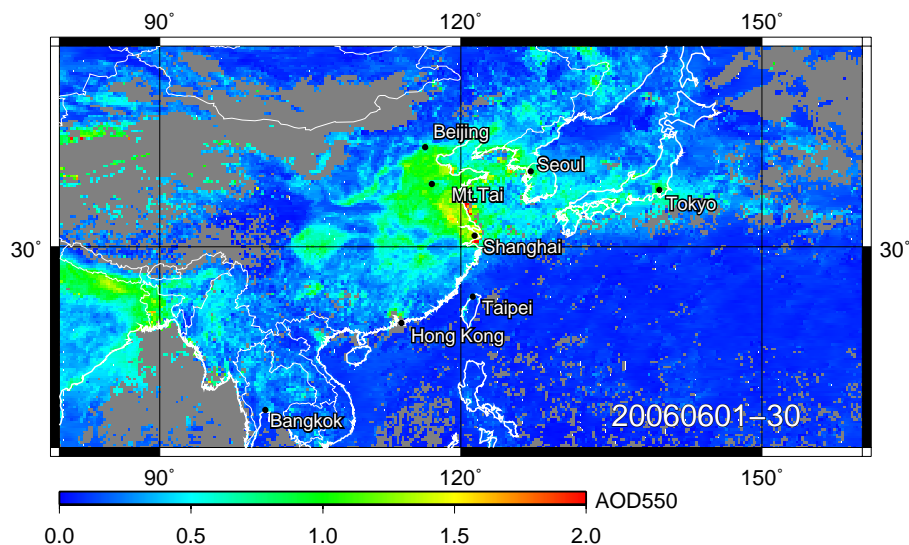 90° 120° 150°
Beijing
Seoul
Mt.Tai
Tokyo
30° 30°
Shanghai
Taipei
Hong Kong
Bangkok
20060601–30
90° 120° 150°
AOD550
0.0 0.5 1.0 1.5 2.0